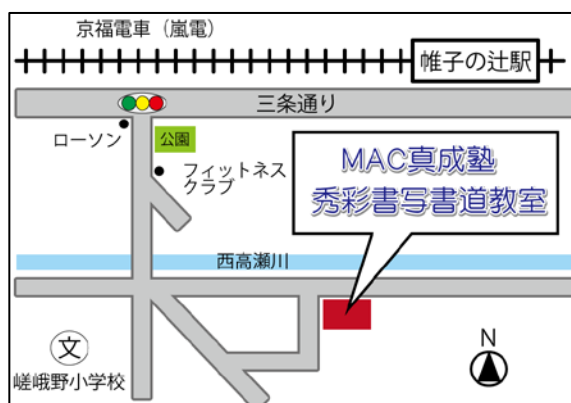 京福電車（嵐電）
帷子の辻駅
三条通り
ローソン
公園
フィットネス
クラブ
MAC真成塾
秀彩書写書道教室
西高瀬川
文
嵯峨野小学校
N